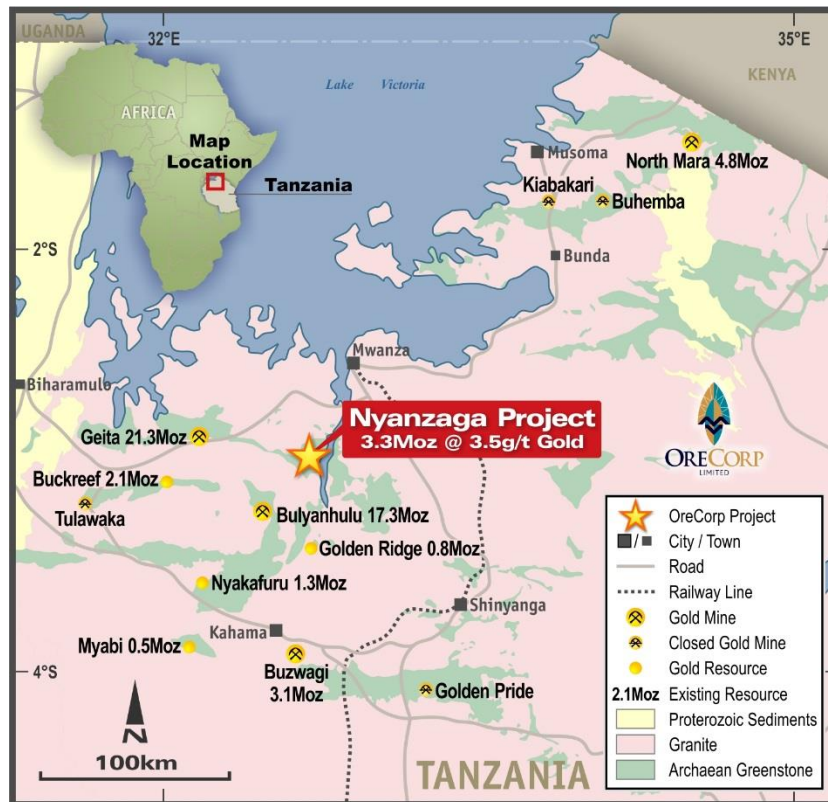 UGANDA
32°E
35°E
KENYA
Lake Victoria
AFRICA
Map
Location
Tanzania
Musoma
North Mara 4.8Moz
Kiabakari
Buhemba
2°S
Bunda
Mwanza
Biharamulo
Nyanzaga Project
3.3Moz @ 3.5g/t Gold
Geita 21.3Moz
ORECORP
LIMITED
Buckreef 2.1Moz
Tulawaka
Bulyanhulu 17.3Moz
Golden Ridge 0.8Moz
Nyakafuru 1.3Moz
Shinyanga
Kahama
Myabi 0.5Moz
Buzwagi
3.1Moz
4°S
Golden Pride
N
100km
TANZANIA
OreCorp Project
/ City / Town
Road
Railway Line
Gold Mine
Closed Gold Mine
Gold Resource
2.1Moz Existing Resource
Proterozoic Sediments
Granite
Archaean Greenstone